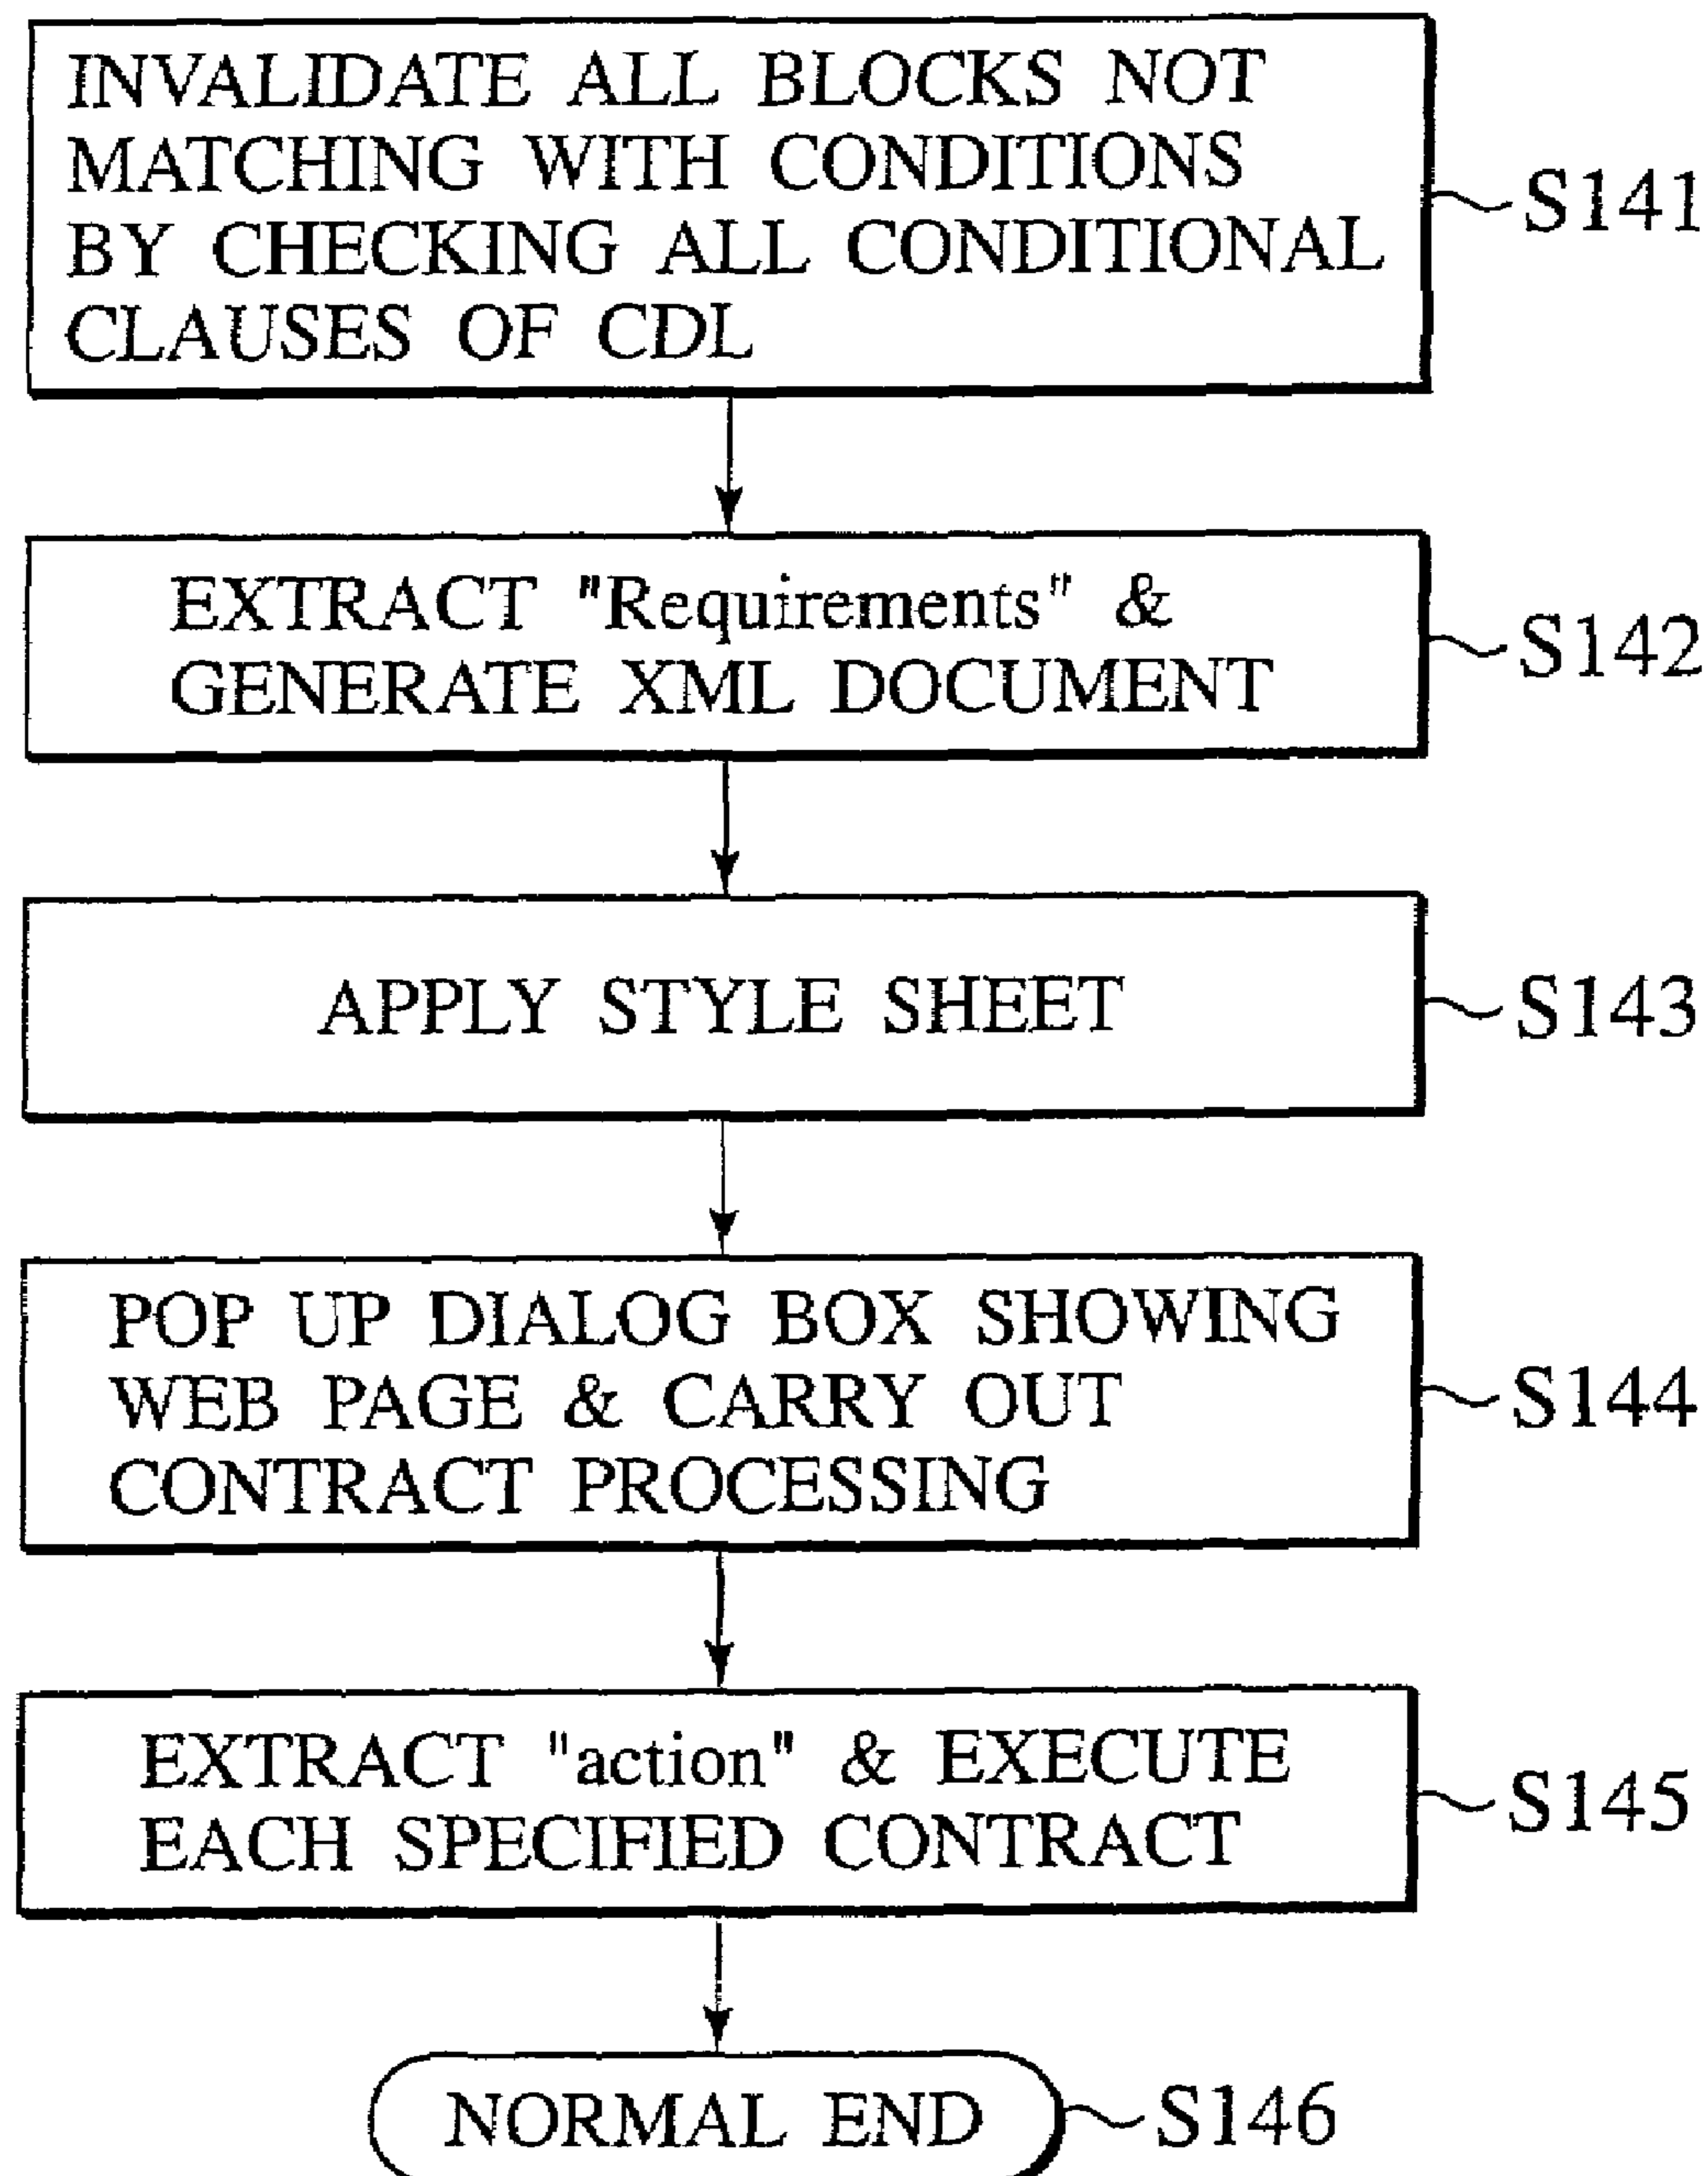 INVALIDATE ALL BLOCKS NOT
MATCHING WITH CONDITIONS
BY CHECKING ALL CONDITIONAL
CLAUSES OF CDL
S141
EXTRACT "Requirements" &
GENERATE XML DOCUMENT
S142
APPLY STYLE SHEET
S143
POP UP DIALOG BOX SHOWING
WEB PAGE & CARRY OUT
CONTRACT PROCESSING
S144
EXTRACT "action" & EXECUTE
EACH SPECIFIED CONTRACT
S145
NORMAL END
S146